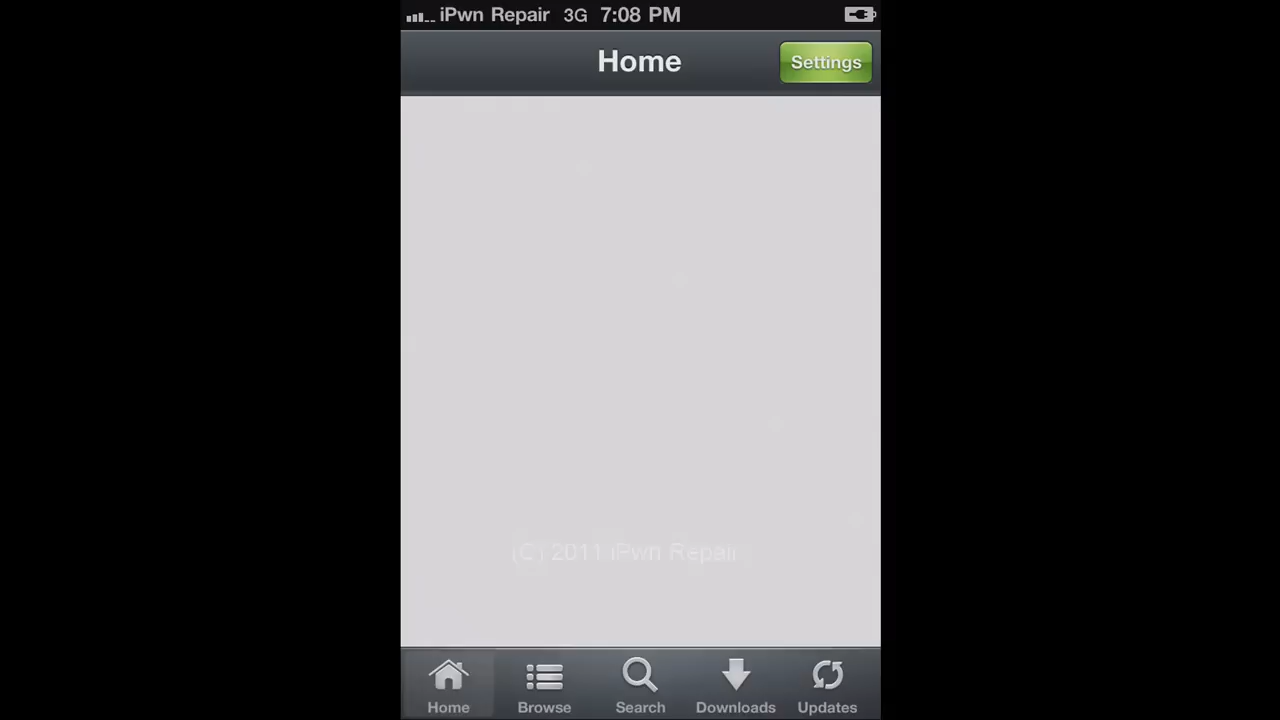 iPwn Repair 3G 7:08 PM
Home
Settings
(C) 2011 iPwn Repair
Home
Browse
Search
Downloads
Updates